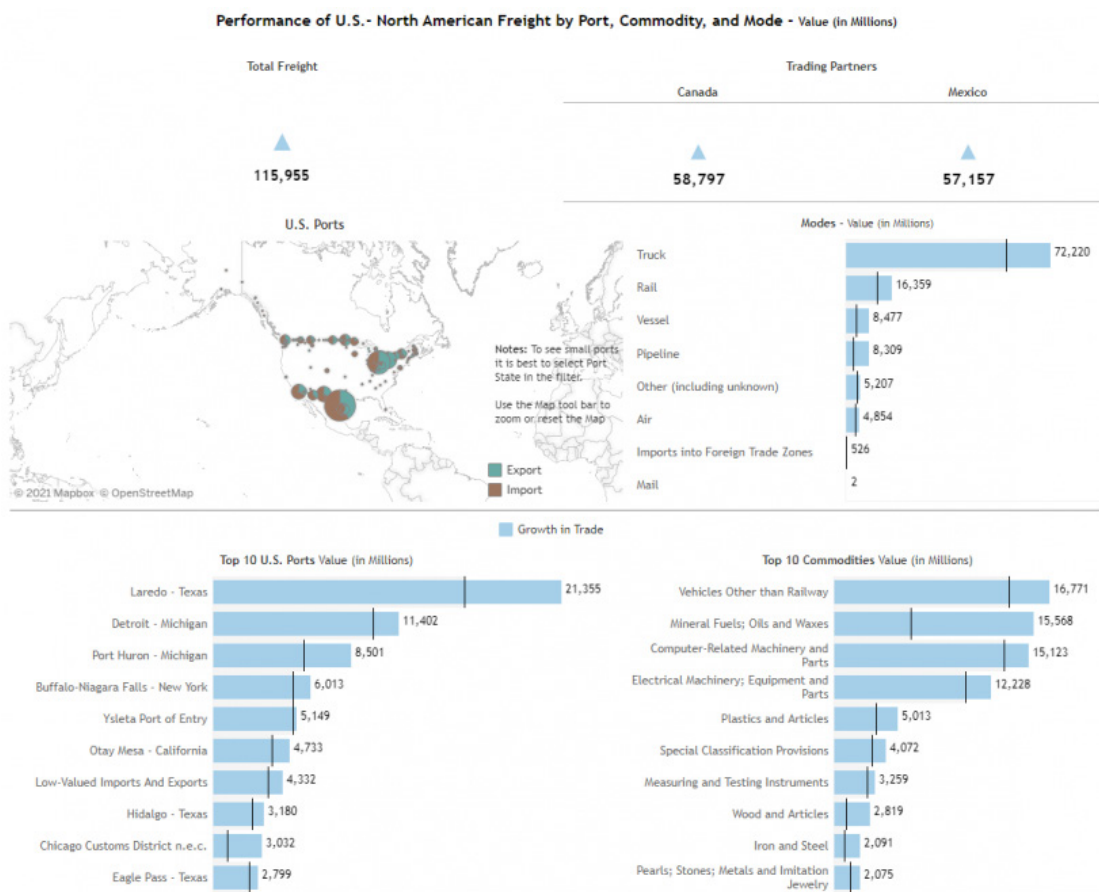 Performance of U.S.- North American Freight by Port, Commodity, and Mode - Value (in Millions)
Total Freight
Trading Partners
Canada
Mexico
115,955
58,797
57,157
U.S. Ports
Modes - Value (in Millions)
Truck
72,220
Rail
16,359
Vessel
8,477
Pipeline
8,309
Other (including unknown)
5,207
Air
4,854
Imports into Foreign Trade Zones
526
Mail
2
Notes: To see small ports
it is best to select Port
State in the filter.
Use the Map tool bar to
zoom or reset the Map
Export
Import
© 2021 Mapbox © OpenStreetMap
Growth in Trade
Top 10 U.S. Ports Value (in Millions)
Laredo - Texas
21,355
Detroit - Michigan
11,402
Port Huron - Michigan
8,501
Buffalo-Niagara Falls - New York
6,013
Ysleta Port of Entry
5,149
Otay Mesa - California
4,733
Low-Valued Imports And Exports
4,332
Hidalgo - Texas
3,180
Chicago Customs District n.e.c.
3,032
Eagle Pass - Texas
2,799
Top 10 Commodities Value (in Millions)
Vehicles Other than Railway
16,771
Mineral Fuels; Oils and Waxes
15,568
Computer-Related Machinery and
Parts
15,123
Electrical Machinery; Equipment and
Parts
12,228
Plastics and Articles
5,013
Special Classification Provisions
4,072
Measuring and Testing Instruments
3,259
Wood and Articles
2,819
Iron and Steel
2,091
Pearls; Stones; Metals and Imitation
Jewelry
2,075